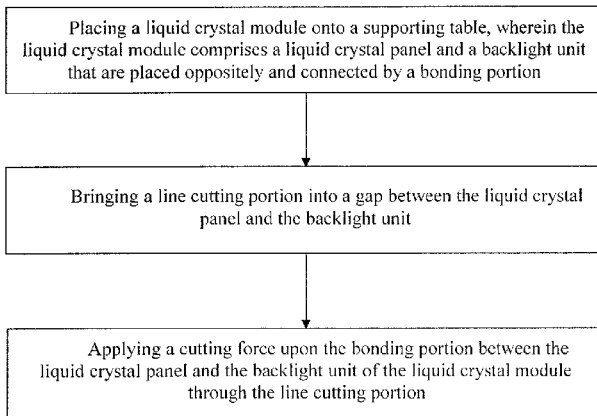 Placing a liquid crystal module onto a supporting table, wherein the
liquid crystal module comprises a liquid crystal panel and a backlight unit
that are placed oppositely and connected by a bonding portion
Bringing a line cutting portion into a gap between the liquid crystal
panel and the backlight unit
Applying a cutting force upon the bonding portion between the
liquid crystal panel and the backlight unit of the liquid crystal module
through the line cutting portion